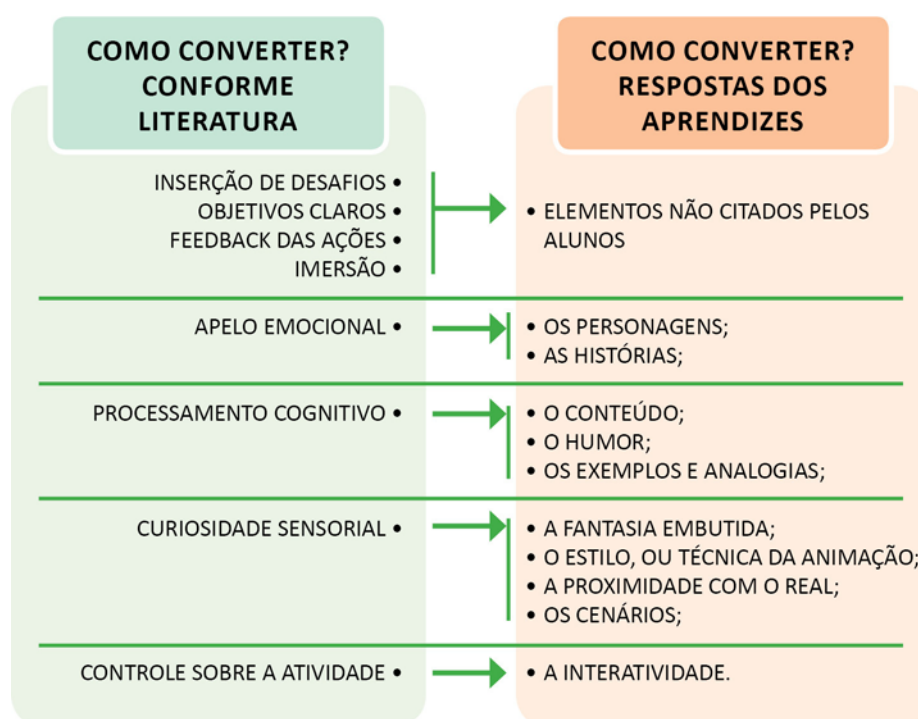 COMO CONVERTER?
CONFORME
LITERATURA
COMO CONVERTER?
RESPOSTAS DOS
APRENDIZES
INSERÇÃO DE DESAFIOS •
OBJETIVOS CLAROS •
FEEDBACK DAS AÇÕES •
IMERSÃO •
• ELEMENTOS NÃO CITADOS PELOS
ALUNOS
APELO EMOCIONAL •
• OS PERSONAGENS;
• AS HISTÓRIAS;
PROCESSAMENTO COGNITIVO •
• O CONTEÚDO;
• O HUMOR;
• OS EXEMPLOS E ANALOGIAS;
CURIOSIDADE SENSORIAL •
• A FANTASIA EMBUTIDA;
• O ESTILO, OU TÉCNICA DA ANIMAÇÃO;
• A PROXIMIDADE COM O REAL;
• OS CENÁRIOS;
CONTROLE SOBRE A ATIVIDADE •
• A INTERATIVIDADE.